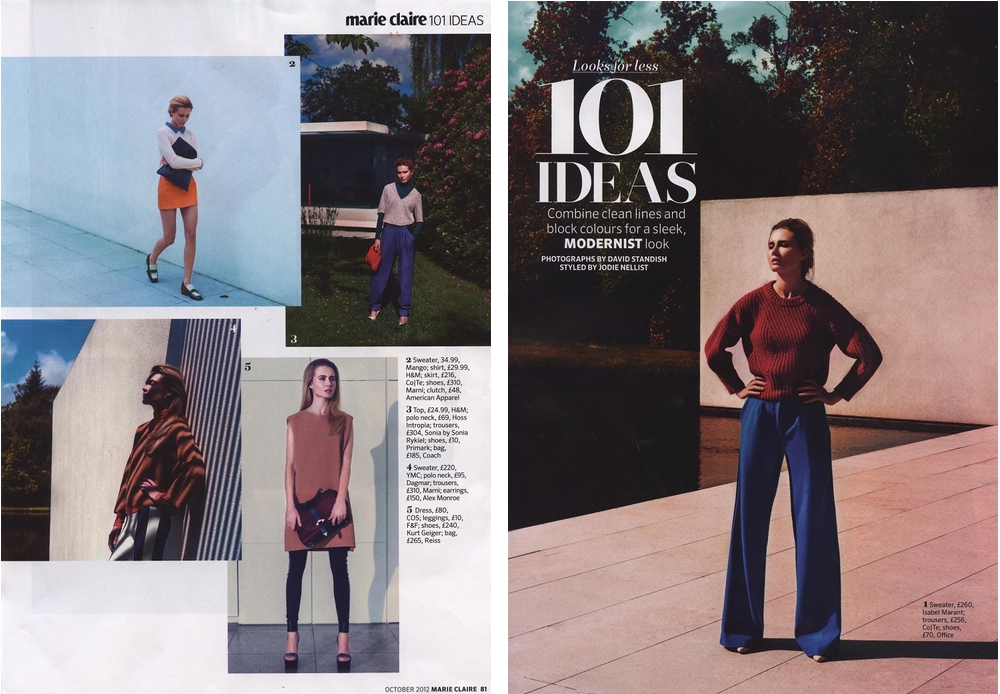 marie claire 101 IDEAS
2
3
4
5
2 Sweater, 34.99,
Mango; shirt, £29.99,
H&M; skirt, £216,
Co|Te; shoes, £310,
Marni; clutch, £48,
American Apparel
3 Top, £24.99, H&M;
polo neck, £69, Hoss
Intropia; trousers,
£304, Sonia by Sonia
Rykiel; shoes, £10,
Primark; bag,
£185, Coach
4 Sweater, £220,
YMC; polo neck, £95,
Dagmar; trousers,
£310, Marni; earrings,
£150, Alex Monroe
5 Dress, £80,
COS; leggings, £10,
F&F; shoes, £240,
Kurt Geiger; bag,
£265, Reiss
OCTOBER 2012 MARIE CLAIRE 81
Looks for less
101
IDEAS
Combine clean lines and
block colours for a sleek,
MODERNIST look
PHOTOGRAPHS BY DAVID STANDISH
STYLED BY JODIE NELLIST
1 Sweater, £260,
Isabel Marant;
trousers, £256,
Co|Te; shoes,
£70, Office